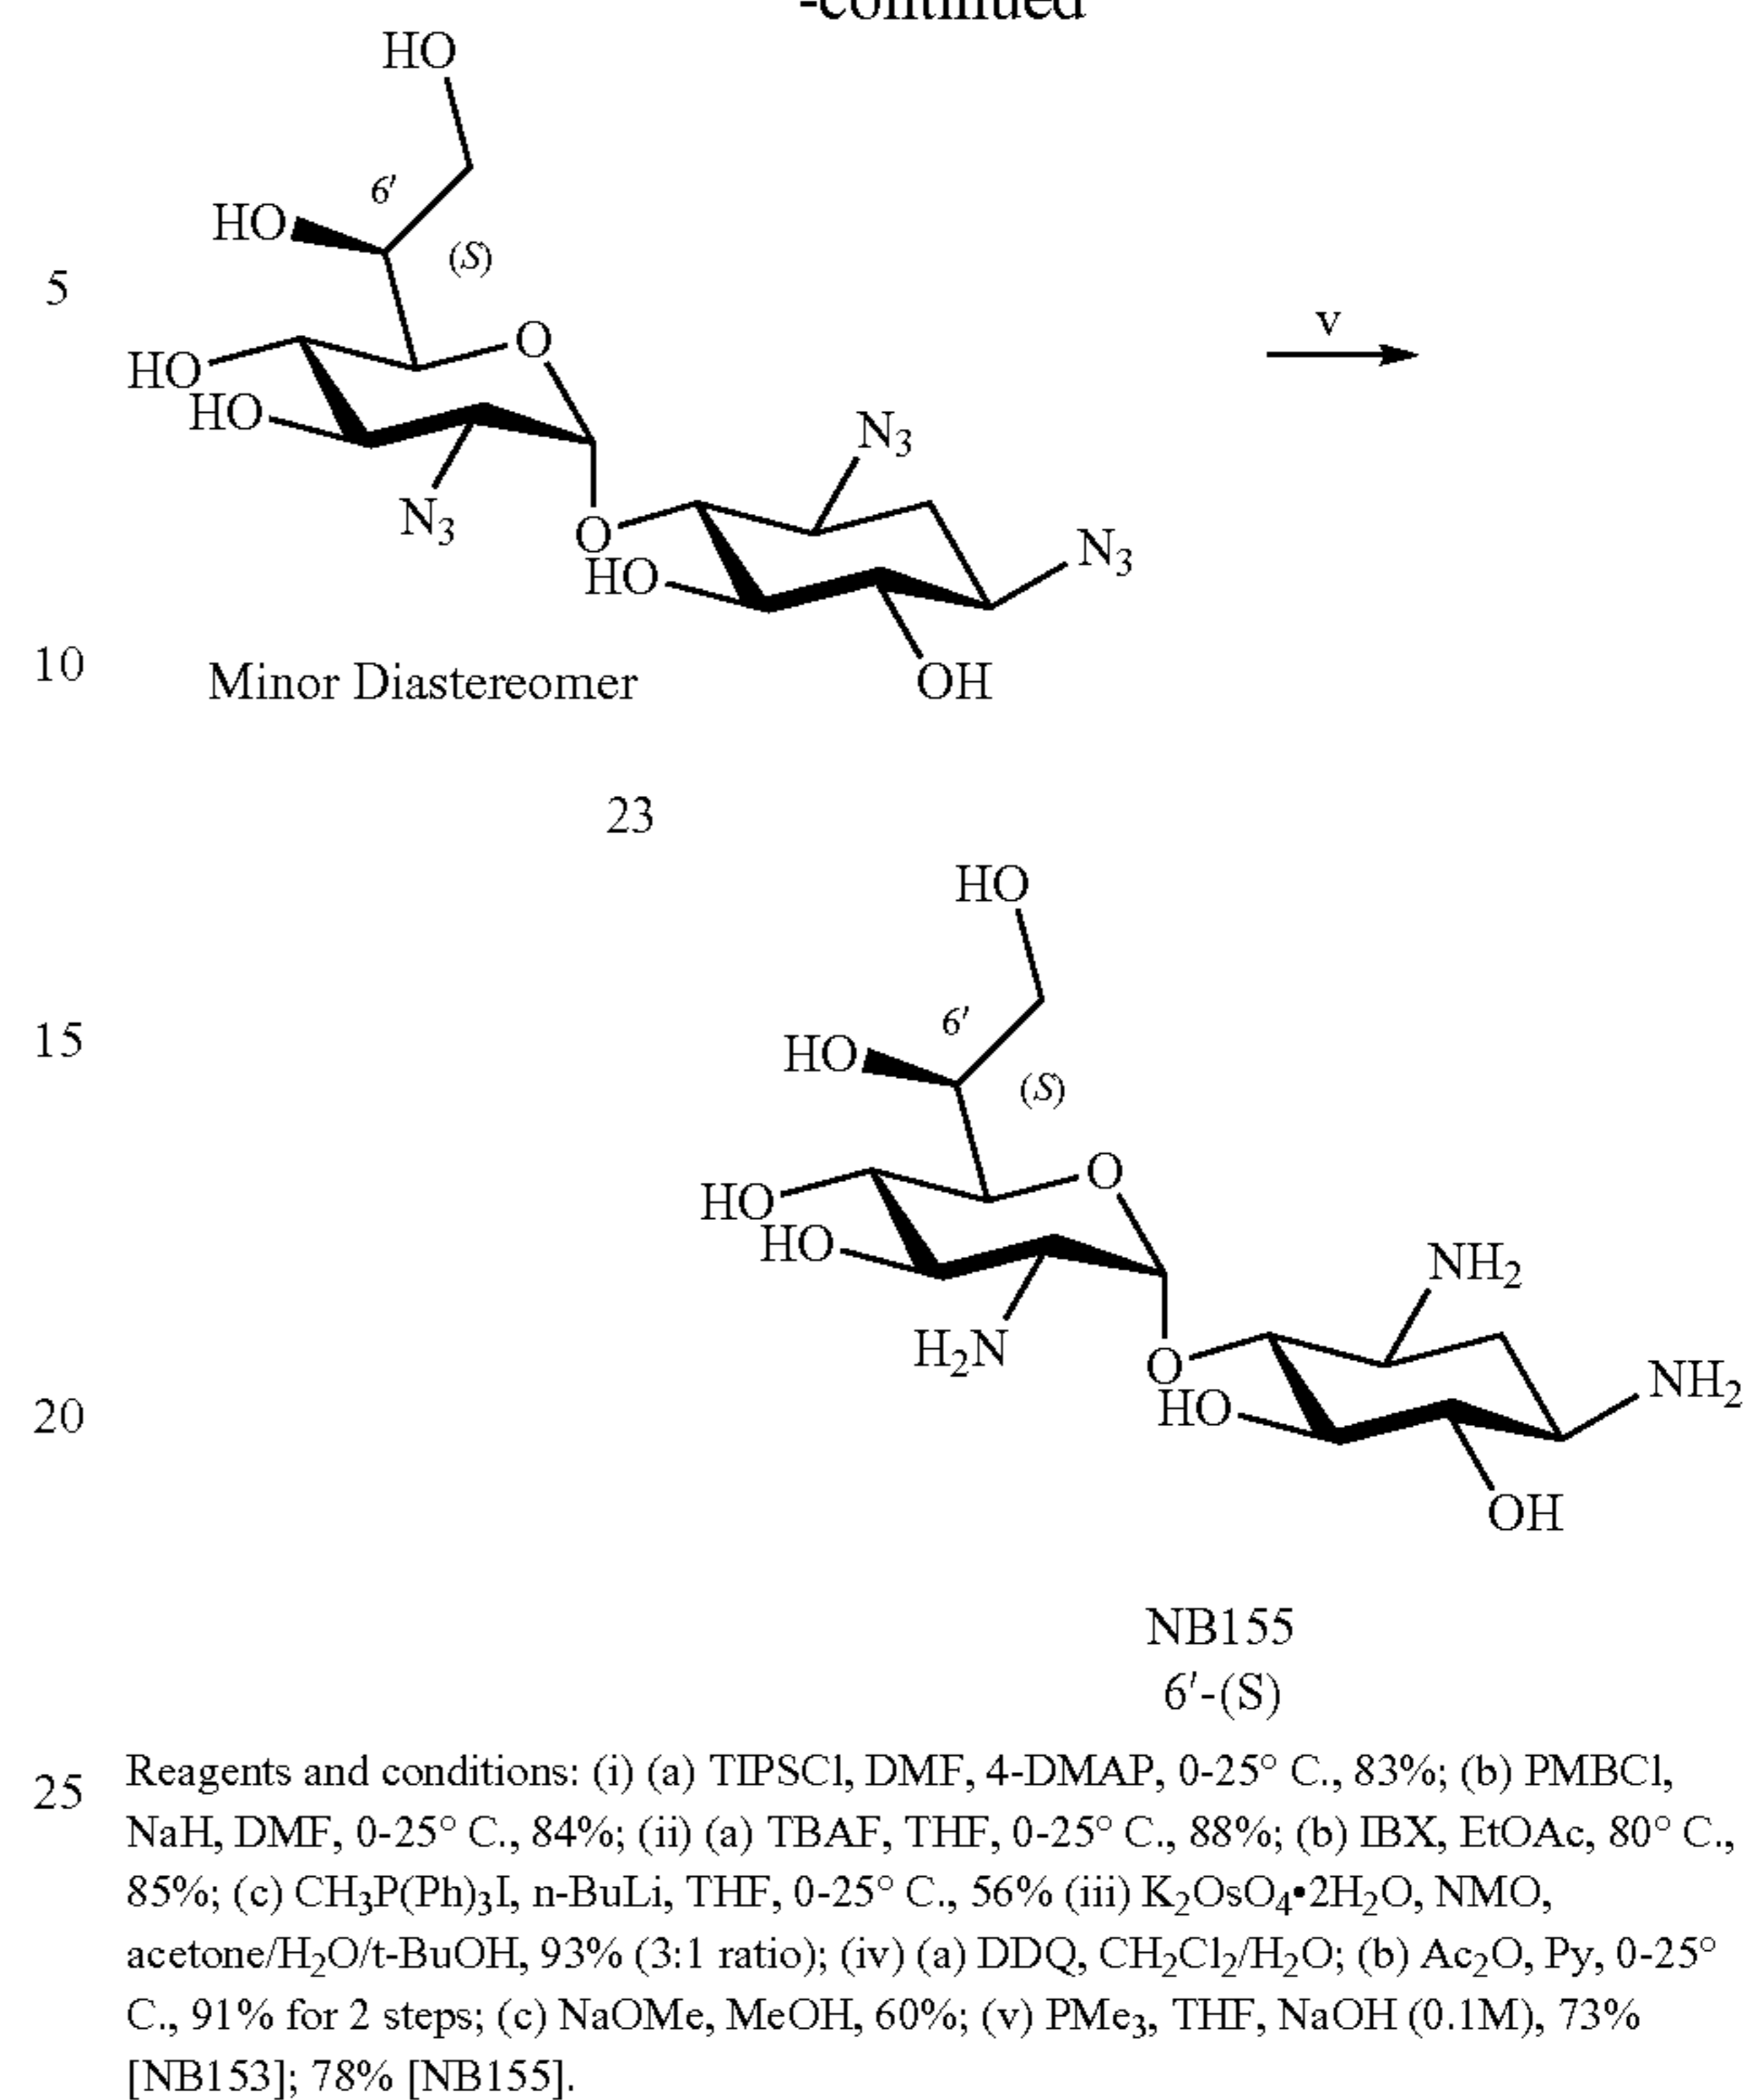 -continued
HO
6'
HO
(S)
5
O
v
HO
HO
N3
N3
O
N3
HO
10
Minor Diastereomer
OH
23
HO
6'
15
HO
(S)
O
HO
HO
NH2
H2N
O
NH2
20
HO
OH
NB155
6'-(S)
25
Reagents and conditions: (i) (a) TIPSCl, DMF, 4-DMAP, 0-25° C., 83%; (b) PMBCl,
NaH, DMF, 0-25° C., 84%; (ii) (a) TBAF, THF, 0-25° C., 88%; (b) IBX, EtOAc, 80° C.,
85%; (c) CH3P(Ph)3I, n-BuLi, THF, 0-25° C., 56% (iii) K2OsO4•2H2O, NMO,
acetone/H2O/t-BuOH, 93% (3:1 ratio); (iv) (a) DDQ, CH2Cl2/H2O; (b) Ac2O, Py, 0-25°
C., 91% for 2 steps; (c) NaOMe, MeOH, 60%; (v) PMe3, THF, NaOH (0.1M), 73%
[NB153]; 78% [NB155].